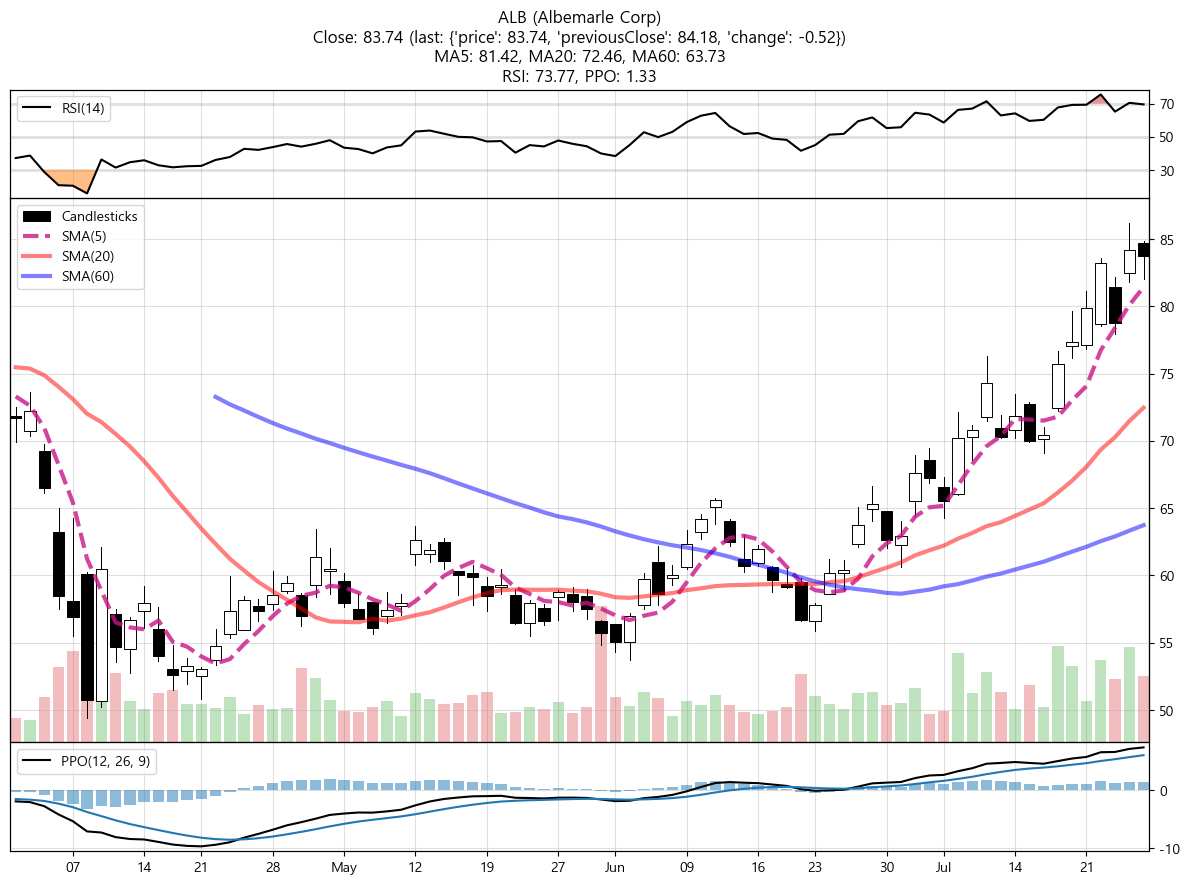 ALB (Albemarle Corp)
Close: 83.74 (last: {'price': 83.74, 'previousClose': 84.18, 'change': -0.52})
MA5: 81.42, MA20: 72.46, MA60: 63.73
RSI: 73.77, PPO: 1.33
RSI(14)
70
50
30
Candlesticks
SMA(5)
SMA(20)
SMA(60)
85
80
75
70
65
60
55
50
PPO(12, 26, 9)
0
-10
07 14 21 28 May 12 19 27 Jun 09 16 23 30 Jul 14 21